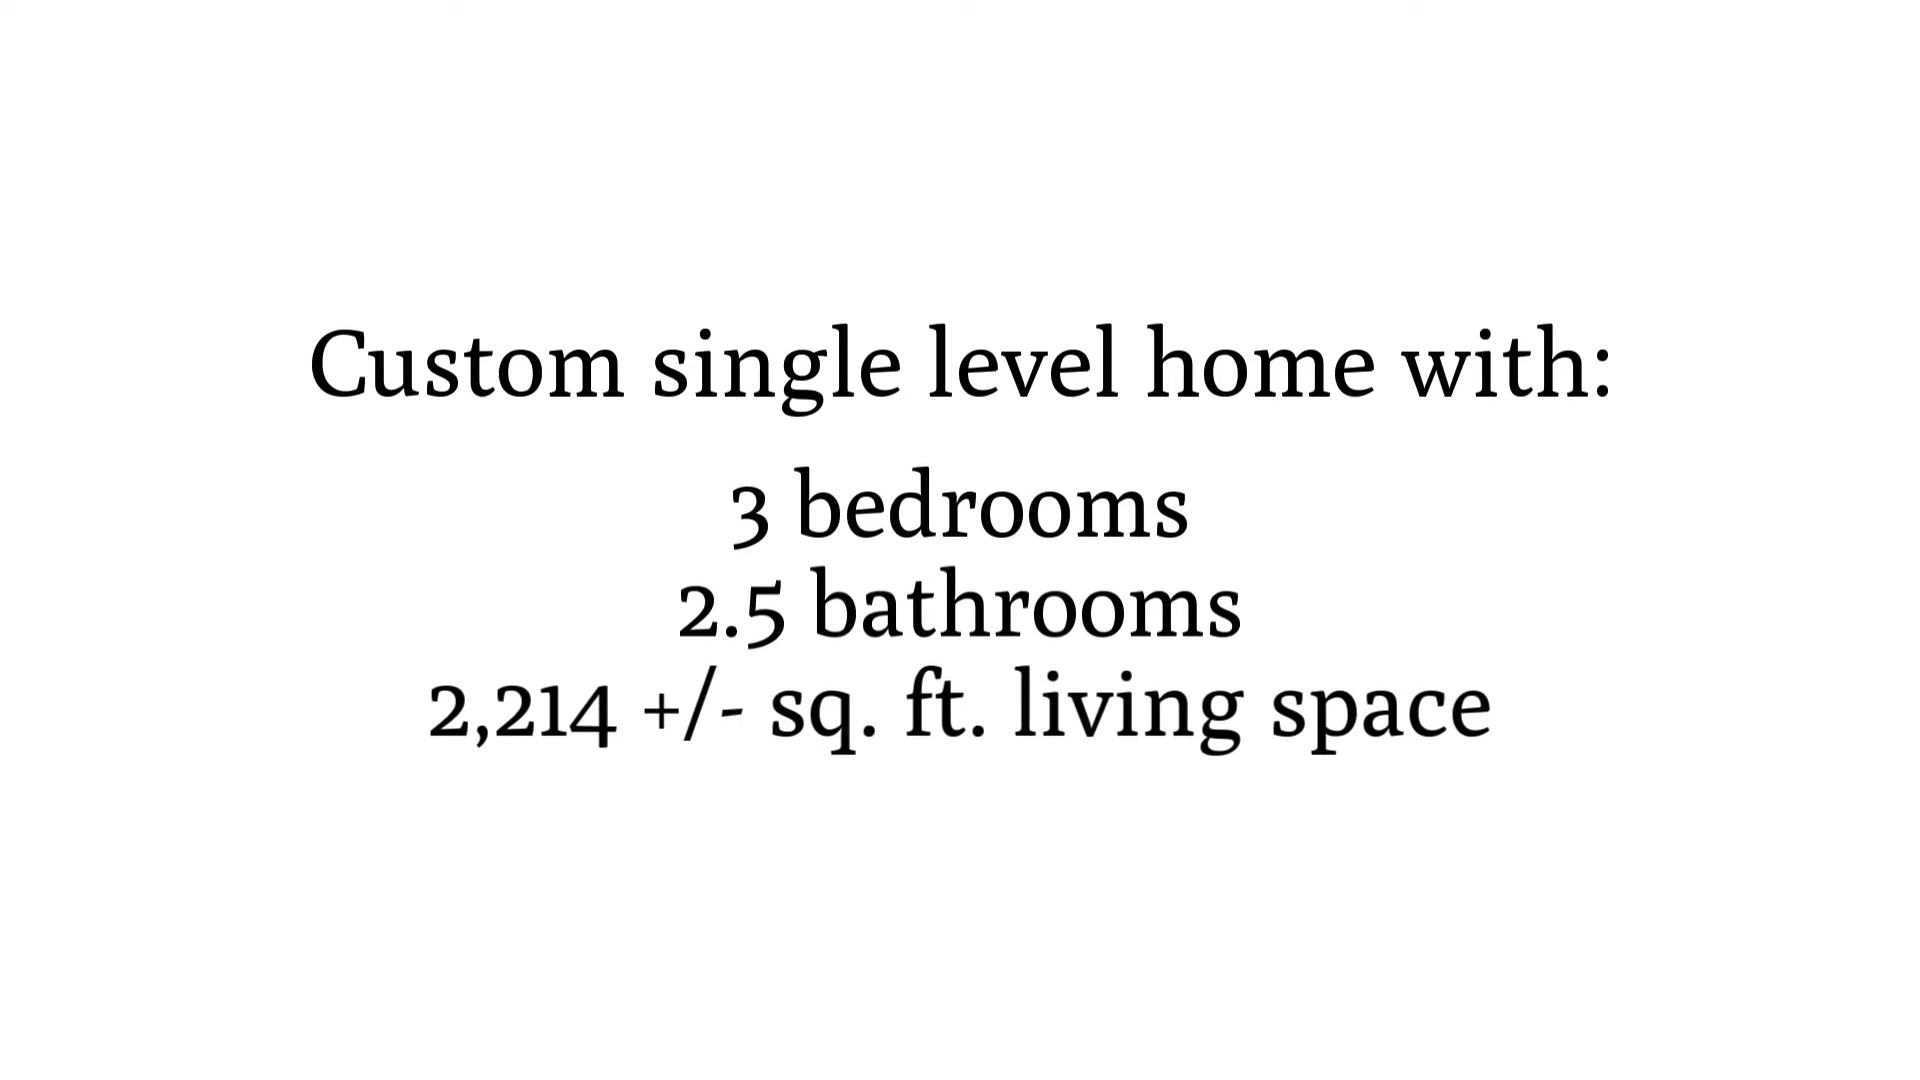 Custom single level home with:
3 bedrooms
2.5 bathrooms
2,214 +/- sq. ft. living space